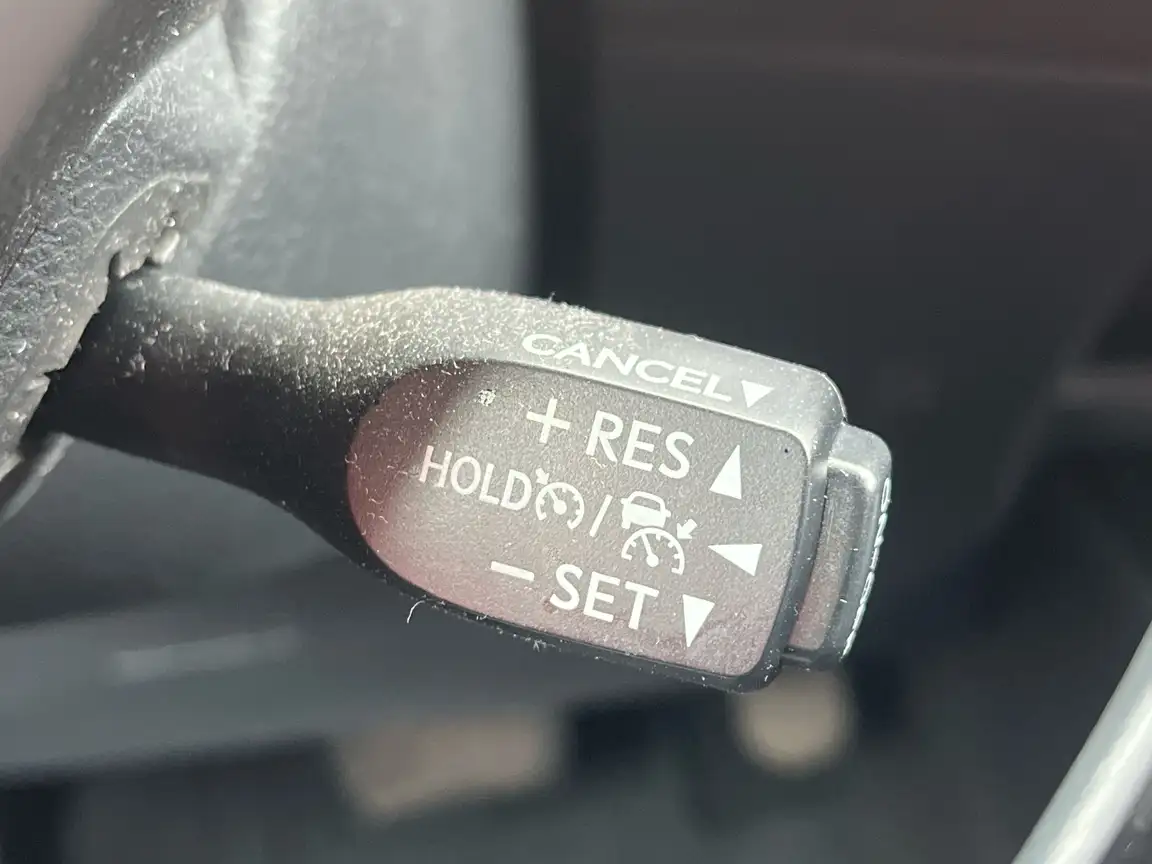 CANCEL▼
+ RES ▲
HOLD /
− SET ▼